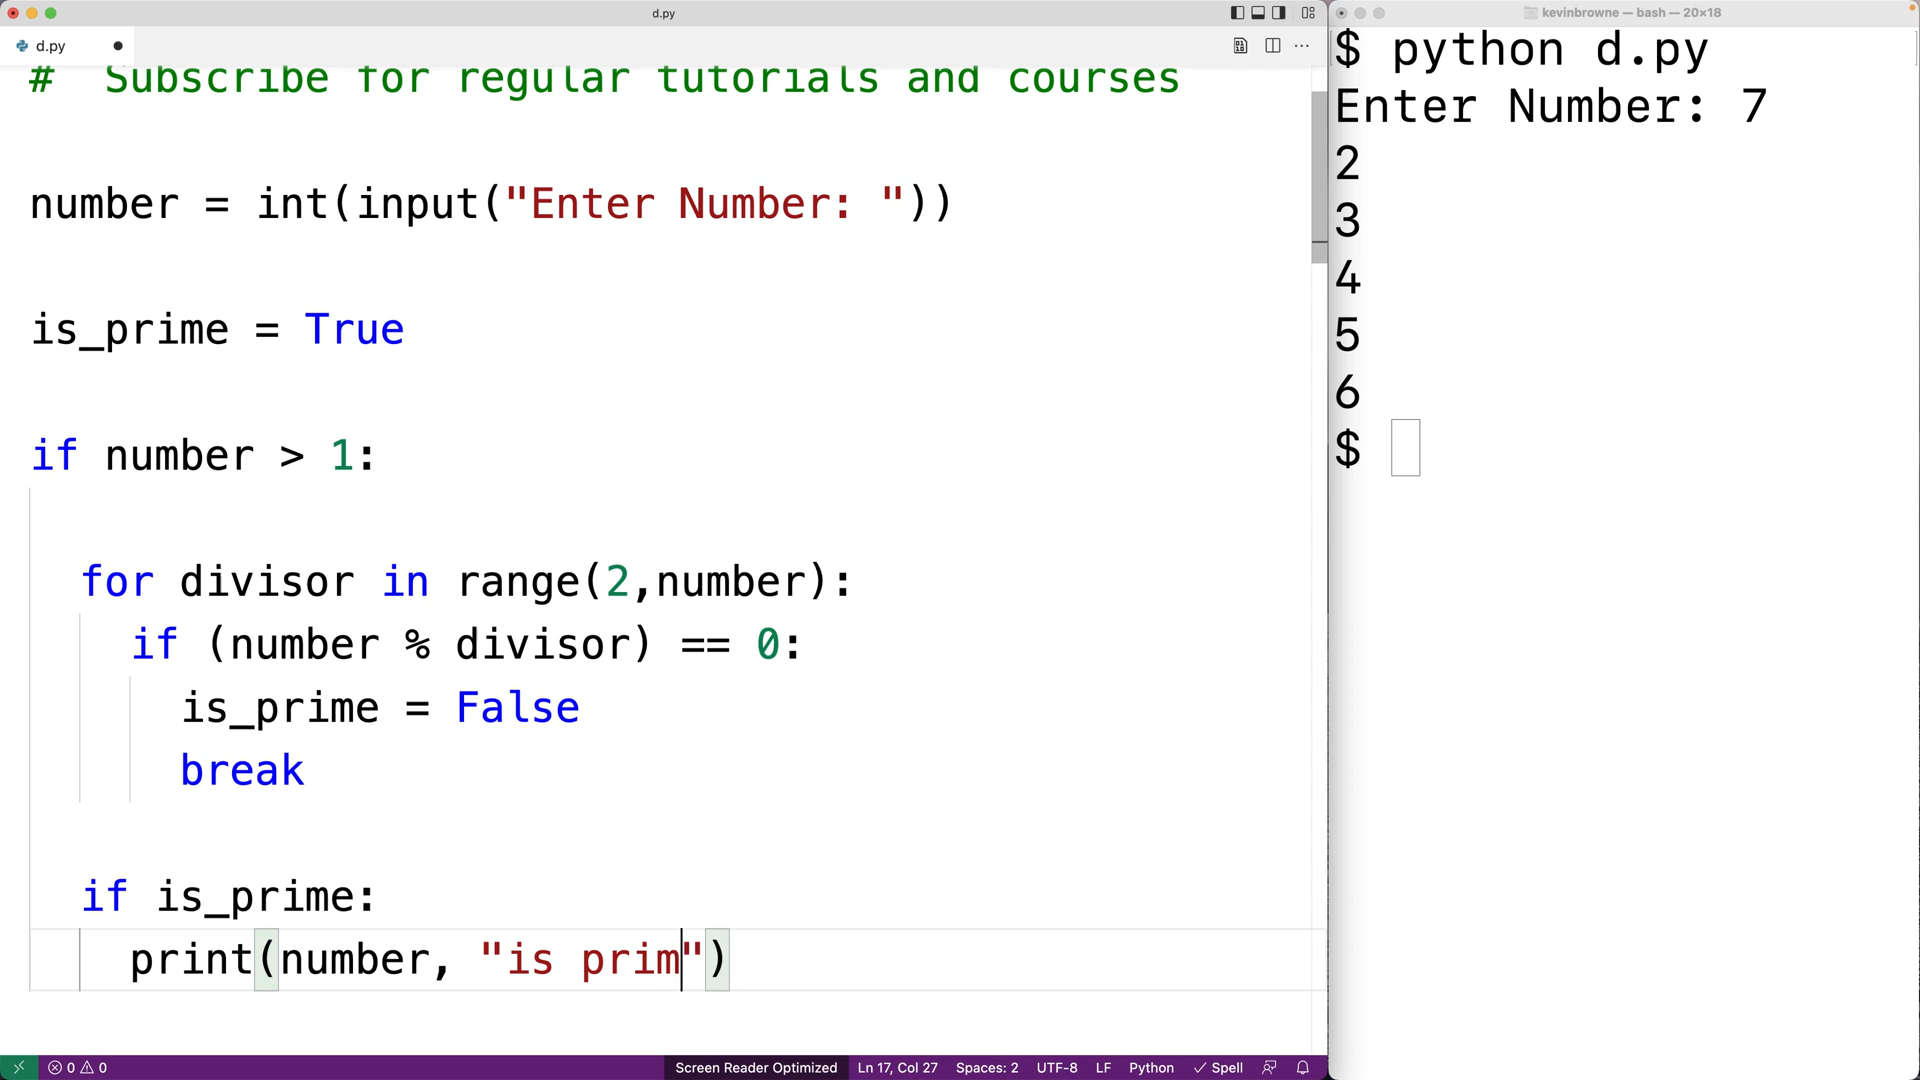 d.py
d.py
# Subscribe for regular tutorials and courses
number = int(input("Enter Number: "))
is_prime = True
if number > 1:
for divisor in range(2,number):
if (number % divisor) == 0:
is_prime = False
break
if is_prime:
print(number, "is prim")
0 0
Screen Reader Optimized Ln 17, Col 27 Spaces: 2 UTF-8 LF Python Spell
kevinbrowne — bash — 20×18
$ python d.py
Enter Number: 7
2
3
4
5
6
$